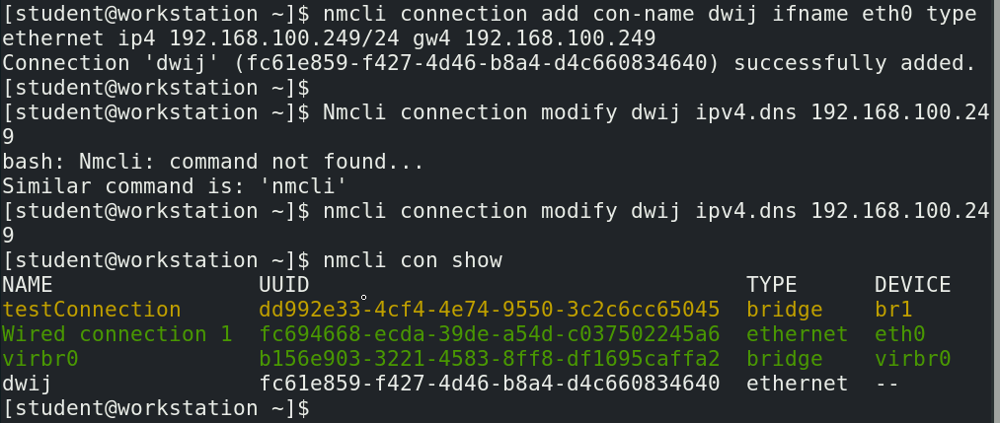 [student@workstation ~]$ nmcli connection add con-name dwij ifname eth0 type
ethernet ip4 192.168.100.249/24 gw4 192.168.100.249
Connection 'dwij' (fc61e859-f427-4d46-b8a4-d4c660834640) successfully added.
[student@workstation ~]$
[student@workstation ~]$ Nmcli connection modify dwij ipv4.dns 192.168.100.24
9
bash: Nmcli: command not found...
Similar command is: 'nmcli'
[student@workstation ~]$ nmcli connection modify dwij ipv4.dns 192.168.100.24
9
[student@workstation ~]$ nmcli con show
NAME                UUID                                  TYPE      DEVICE
testConnection      dd992e33-4cf4-4e74-9550-3c2c6cc65045  bridge    br1
Wired connection 1  fc694668-ecda-39de-a54d-c037502245a6  ethernet  eth0
virbr0              b156e903-3221-4583-8ff8-df1695caffa2  bridge    virbr0
dwij                fc61e859-f427-4d46-b8a4-d4c660834640  ethernet  --
[student@workstation ~]$